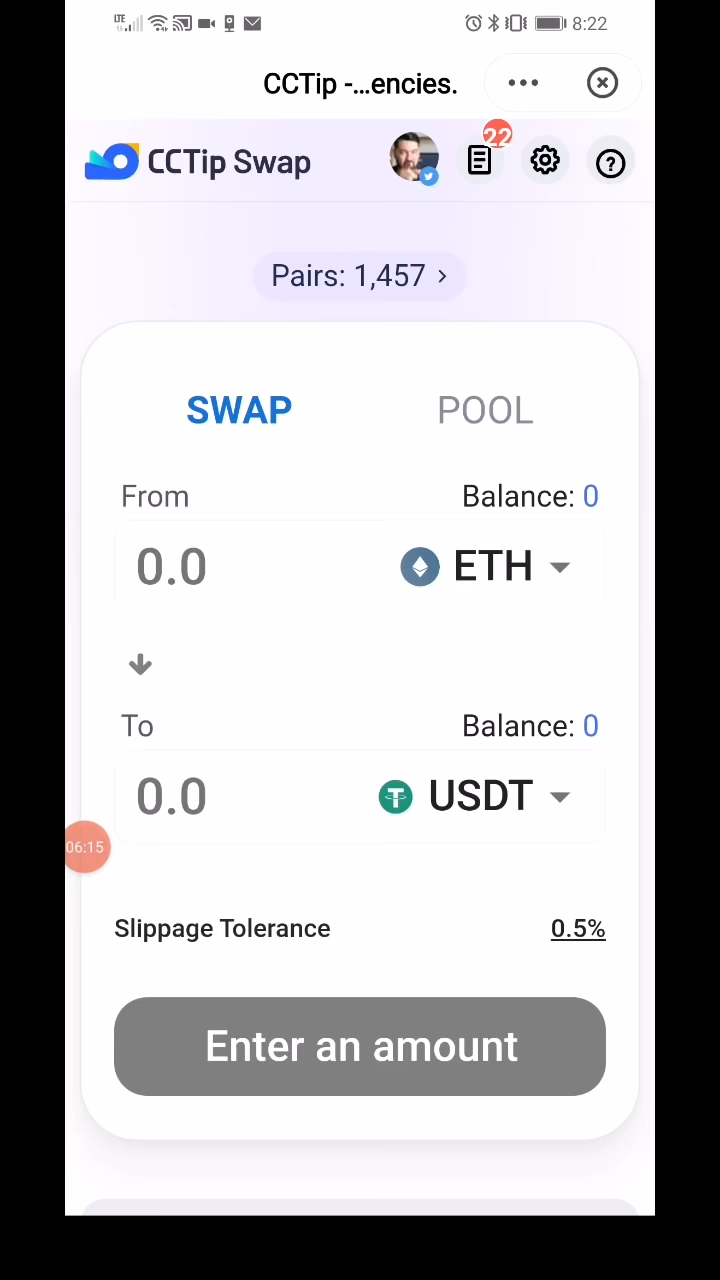 LTE 8:22
CCTip -...encies.
CCTip Swap 22
Pairs: 1,457 ›
SWAP POOL
From Balance: 0
0.0 ETH
To Balance: 0
0.0 USDT
06:15
Slippage Tolerance 0.5%
Enter an amount